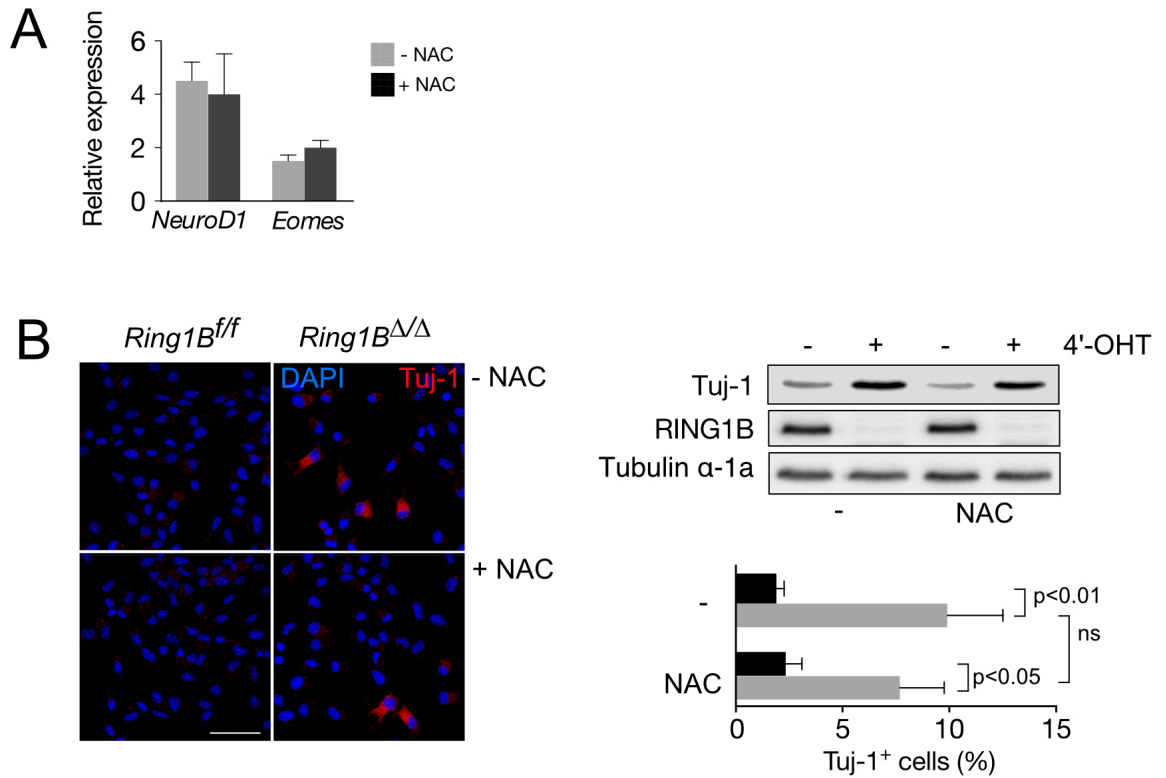 A
Relative expression
6
4
2
0
- NAC
+ NAC
NeuroD1 Eomes
B
Ring1Bf/f Ring1BΔ/Δ
DAPI Tuj-1 - NAC
+ NAC
- + - + 4'-OHT
Tuj-1
RING1B
Tubulin α-1a
- NAC
-
p<0.01
ns
NAC
p<0.05
0 5 10 15
Tuj-1+ cells (%)